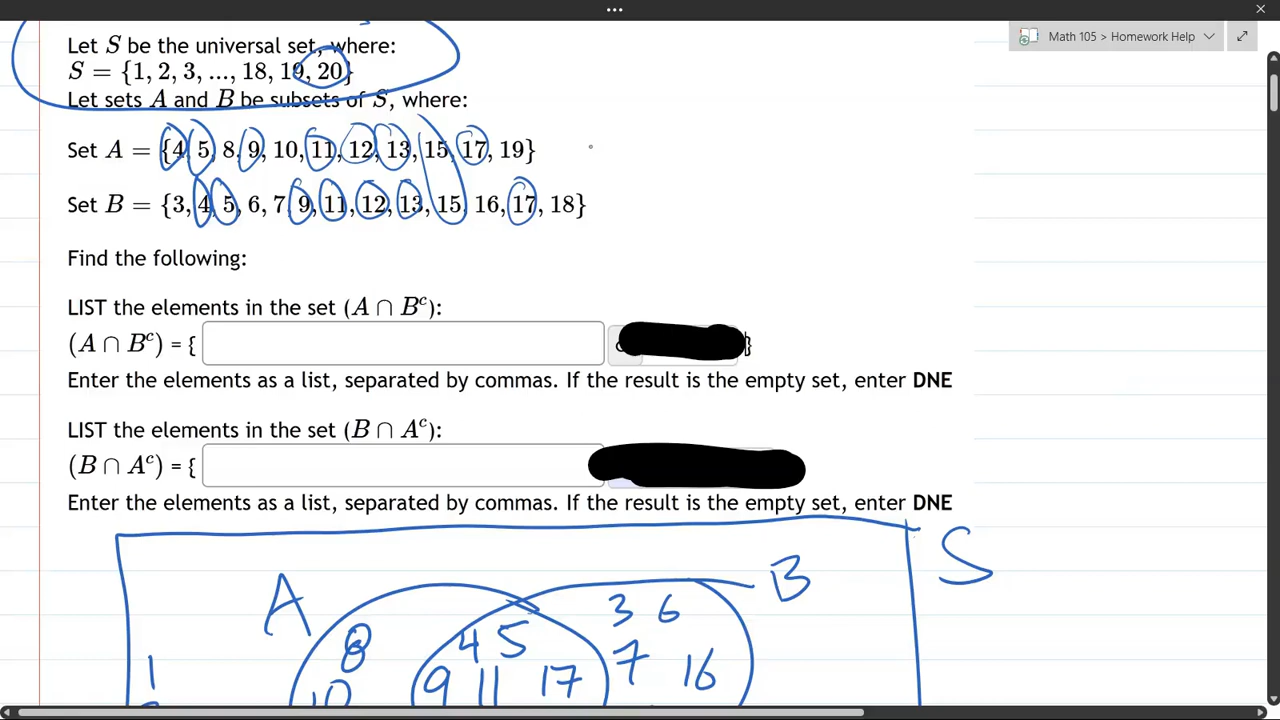 ...
Math 105 > Homework Help
Let S be the universal set, where:
S = {1, 2, 3, ..., 18, 19, 20}
Let sets A and B be subsets of S, where:
Set A = {4, 5, 8, 9, 10, 11, 12, 13, 15, 17, 19}
Set B = {3, 4, 5, 6, 7, 9, 11, 12, 13, 15, 16, 17, 18}
Find the following:
LIST the elements in the set (A ∩ Bᶜ):
(A ∩ Bᶜ) = { }
Enter the elements as a list, separated by commas. If the result is the empty set, enter DNE
LIST the elements in the set (B ∩ Aᶜ):
(B ∩ Aᶜ) = {
Enter the elements as a list, separated by commas. If the result is the empty set, enter DNE
S
A B
3 6
8 4 5 7 16
1 10 9 11 17